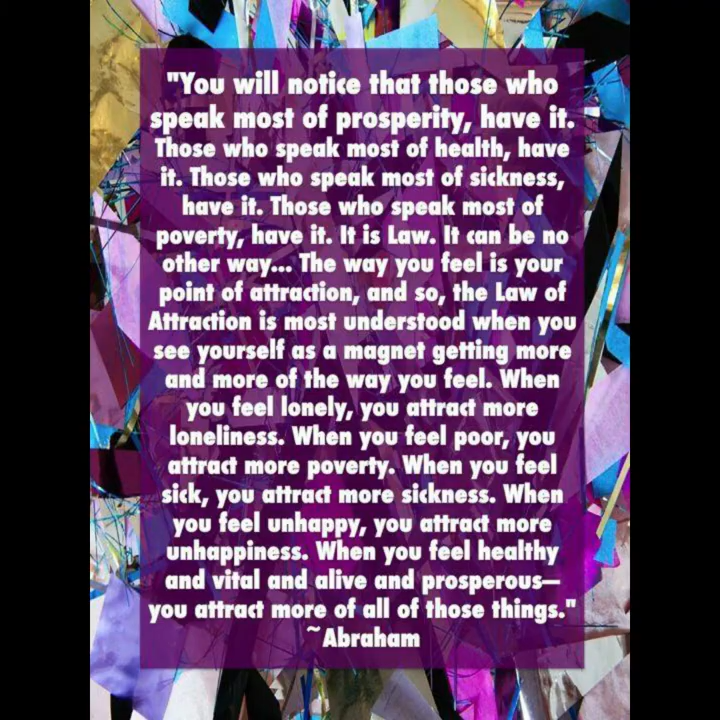 "You will notice that those who
speak most of prosperity, have it.
Those who speak most of health, have
it. Those who speak most of sickness,
have it. Those who speak most of
poverty, have it. It is Law. It can be no
other way... The way you feel is your
point of attraction, and so, the Law of
Attraction is most understood when you
see yourself as a magnet getting more
and more of the way you feel. When
you feel lonely, you attract more
loneliness. When you feel poor, you
attract more poverty. When you feel
sick, you attract more sickness. When
you feel unhappy, you attract more
unhappiness. When you feel healthy
and vital and alive and prosperous—
you attract more of all of those things."
~Abraham